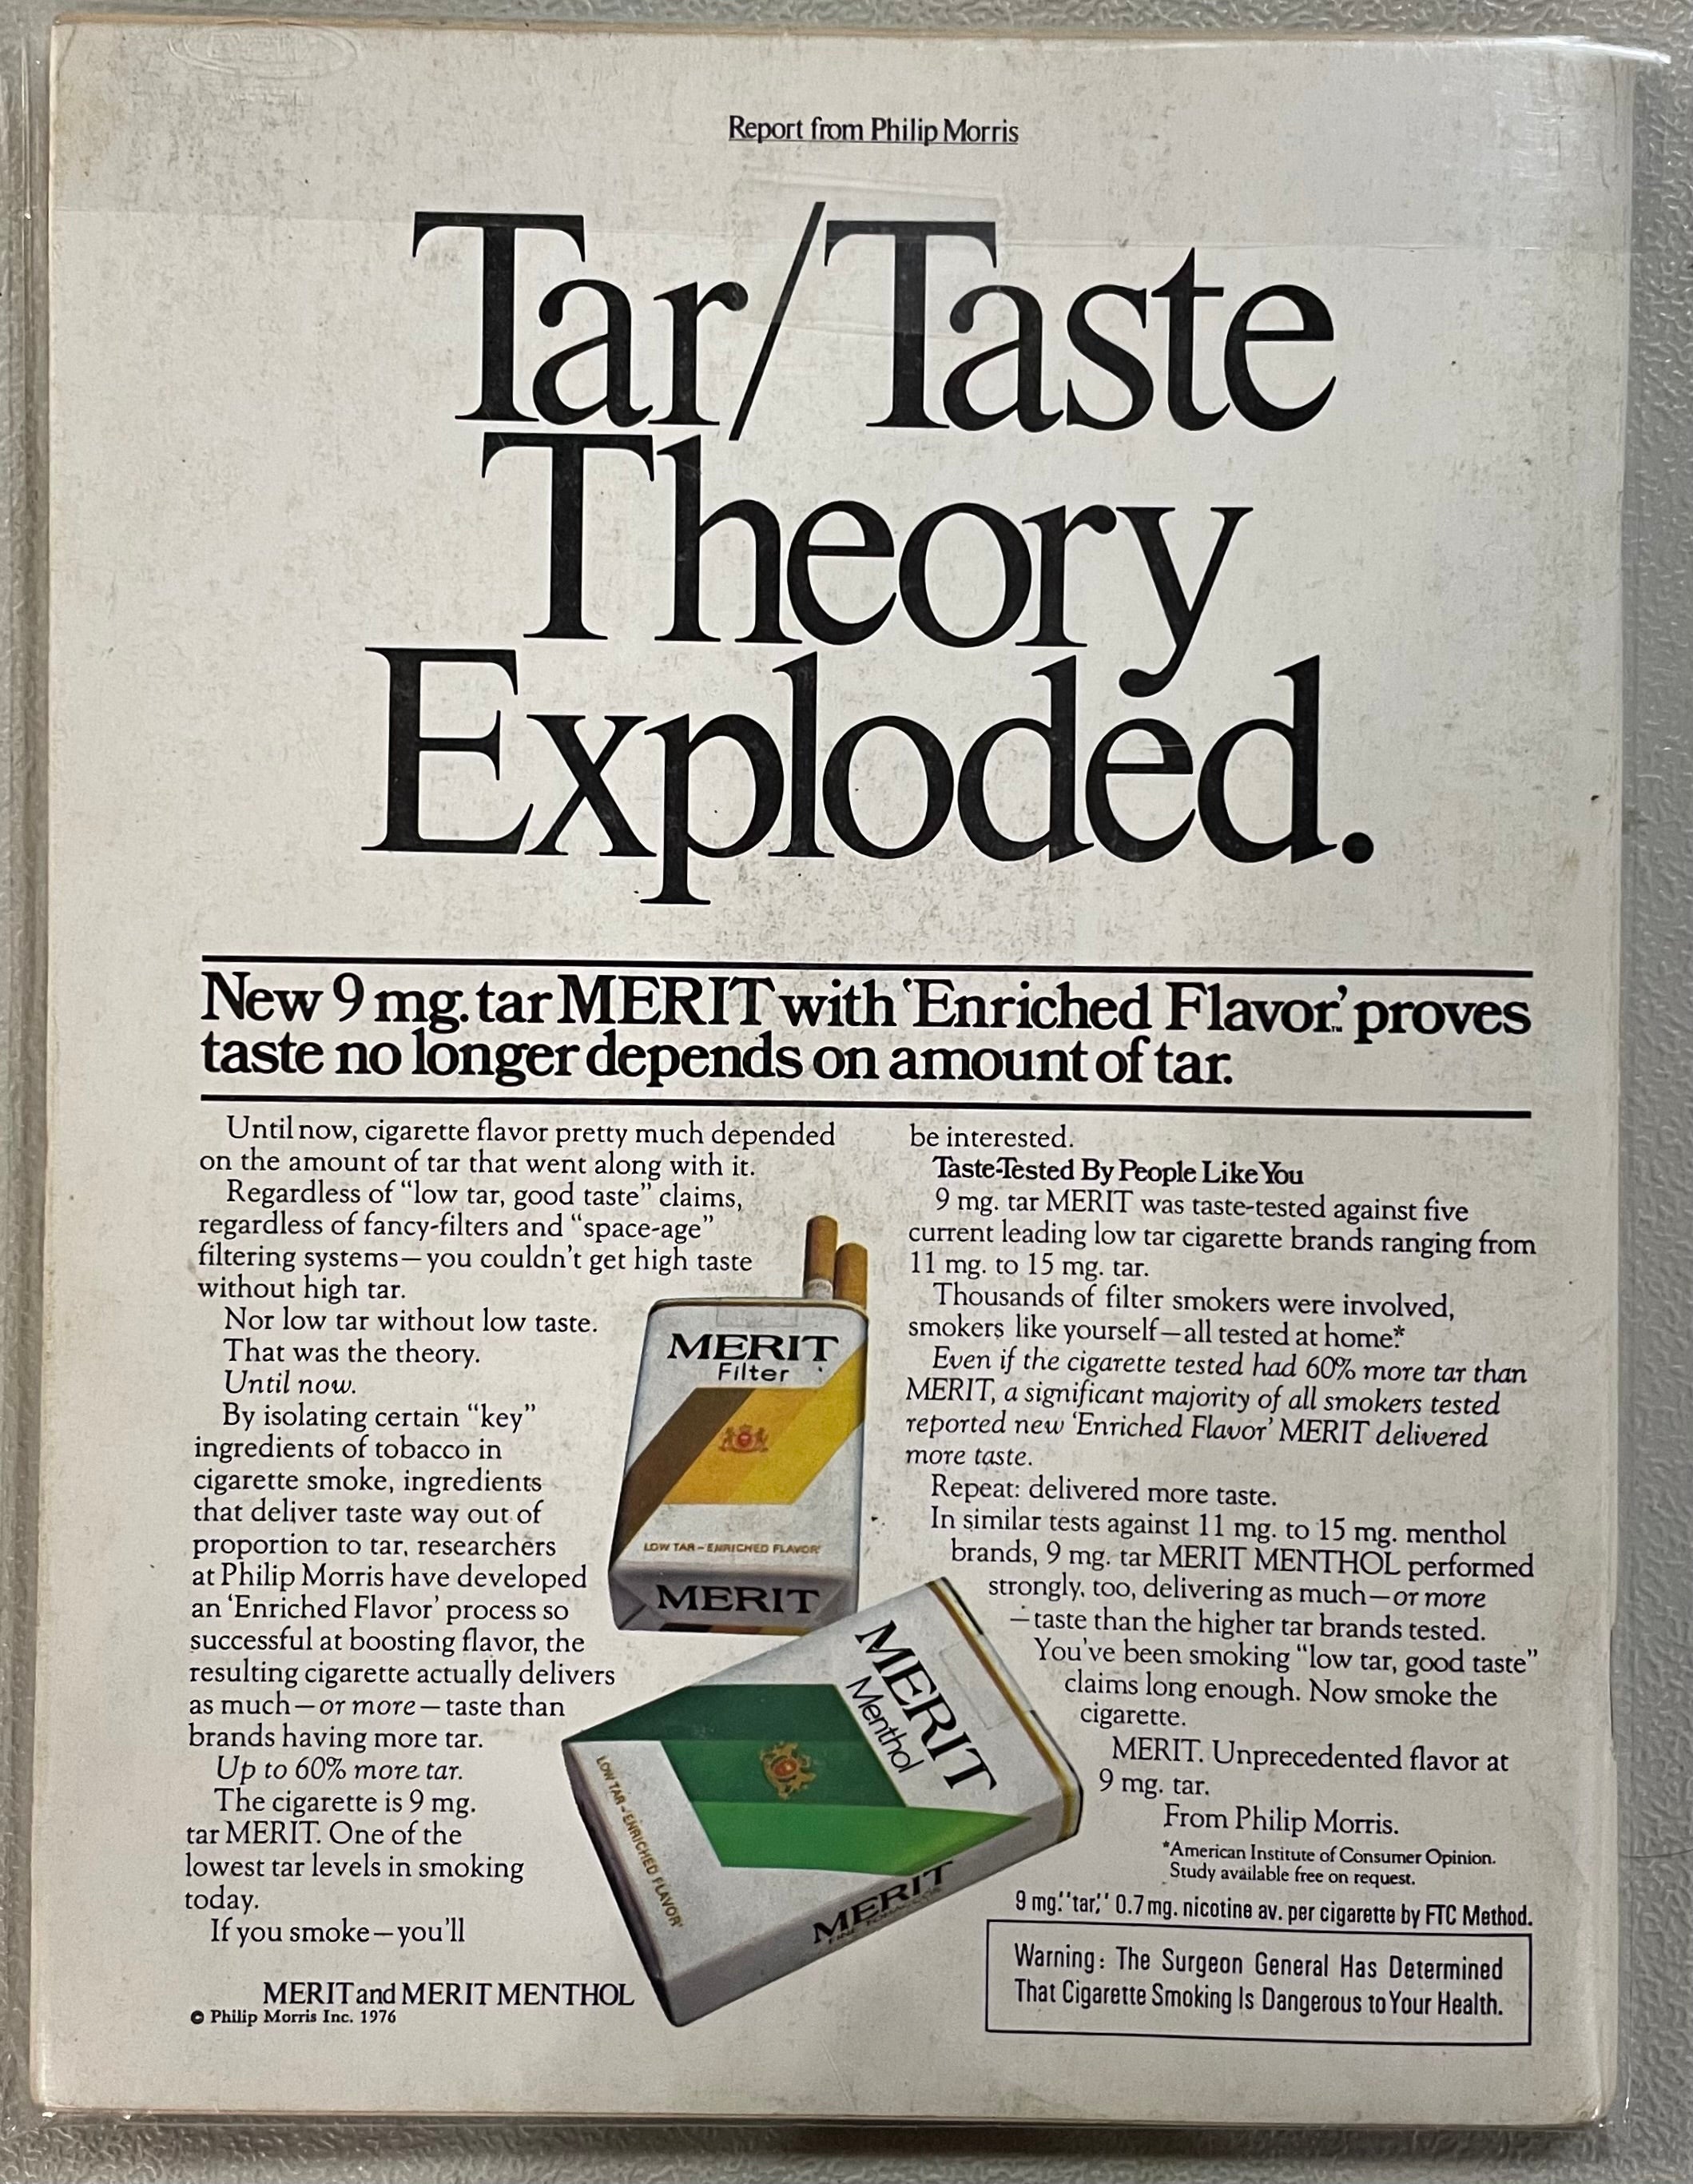 Report from Philip Morris
Tar/Taste
Theory
Exploded.
New 9 mg. tar MERIT with ‘Enriched Flavor.’™ proves
taste no longer depends on amount of tar.
Until now, cigarette flavor pretty much depended
on the amount of tar that went along with it.
Regardless of “low tar, good taste” claims,
regardless of fancy-filters and “space-age”
filtering systems—you couldn't get high taste
without high tar.
Nor low tar without low taste.
That was the theory.
Until now.
By isolating certain “key”
ingredients of tobacco in
cigarette smoke, ingredients
that deliver taste way out of
proportion to tar, researchers
at Philip Morris have developed
an ‘Enriched Flavor’ process so
successful at boosting flavor, the
resulting cigarette actually delivers
as much—or more—taste than
brands having more tar.
Up to 60% more tar.
The cigarette is 9 mg.
tar MERIT. One of the
lowest tar levels in smoking
today.
If you smoke—you'll
be interested.
Taste-Tested By People Like You
9 mg. tar MERIT was taste-tested against five
current leading low tar cigarette brands ranging from
11 mg. to 15 mg. tar.
Thousands of filter smokers were involved,
smokers like yourself—all tested at home.*
Even if the cigarette tested had 60% more tar than
MERIT, a significant majority of all smokers tested
reported new ‘Enriched Flavor’ MERIT delivered
more taste.
Repeat: delivered more taste.
In similar tests against 11 mg. to 15 mg. menthol
brands, 9 mg. tar MERIT MENTHOL performed
strongly, too, delivering as much—or more
—taste than the higher tar brands tested.
You've been smoking “low tar, good taste”
claims long enough. Now smoke the
cigarette.
MERIT. Unprecedented flavor at
9 mg. tar.
From Philip Morris.
*American Institute of Consumer Opinion.
Study available free on request.
9 mg. “tar,” 0.7 mg. nicotine av. per cigarette by FTC Method.
Warning: The Surgeon General Has Determined
That Cigarette Smoking Is Dangerous to Your Health.
MERIT and MERIT MENTHOL
© Philip Morris Inc. 1976
MERIT
Filter
LOW TAR-ENRICHED FLAVOR
MERIT
MERIT
Menthol
LOW TAR-ENRICHED FLAVOR
MERIT